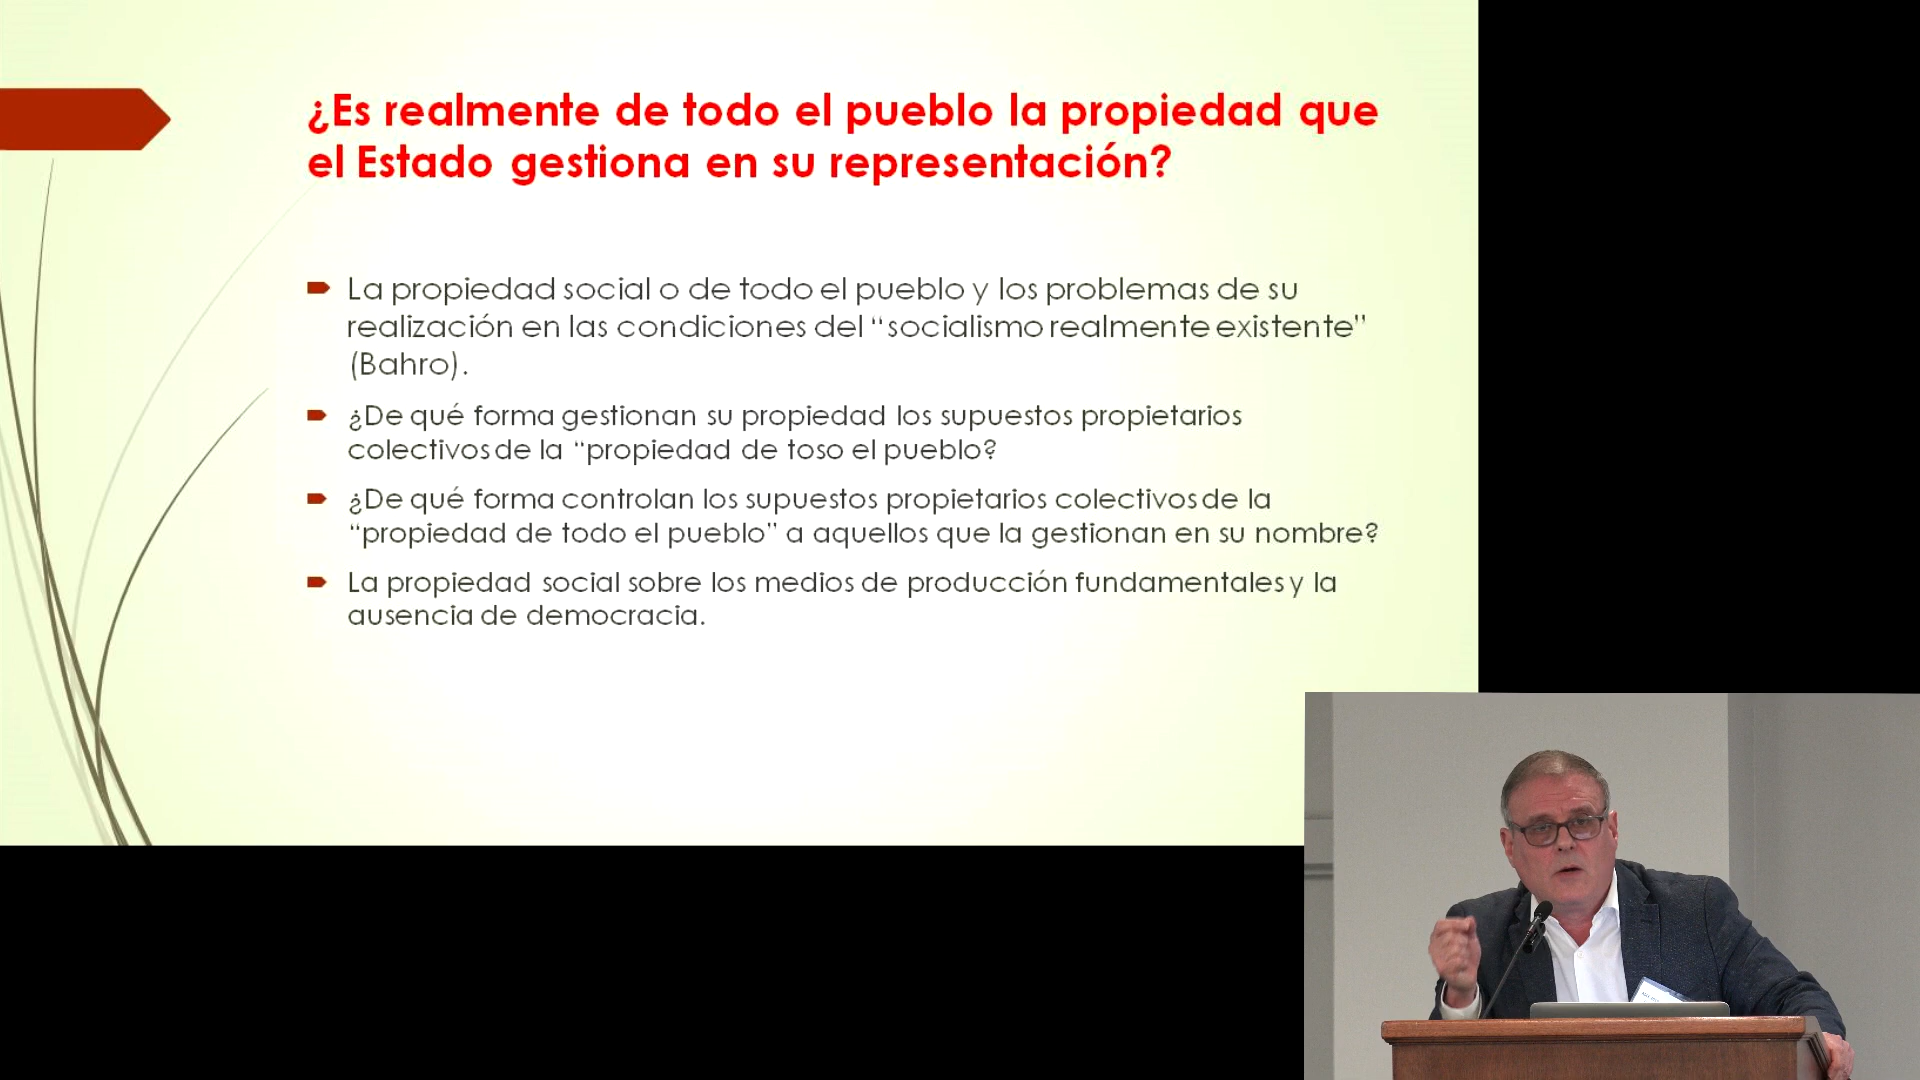 ¿Es realmente de todo el pueblo la propiedad que
el Estado gestiona en su representación?
La propiedad social o de todo el pueblo y los problemas de su
realización en las condiciones del “socialismo realmente existente”
(Bahro).
¿De qué forma gestionan su propiedad los supuestos propietarios
colectivos de la “propiedad de toso el pueblo?
¿De qué forma controlan los supuestos propietarios colectivos de la
“propiedad de todo el pueblo” a aquellos que la gestionan en su nombre?
La propiedad social sobre los medios de producción fundamentales y la
ausencia de democracia.